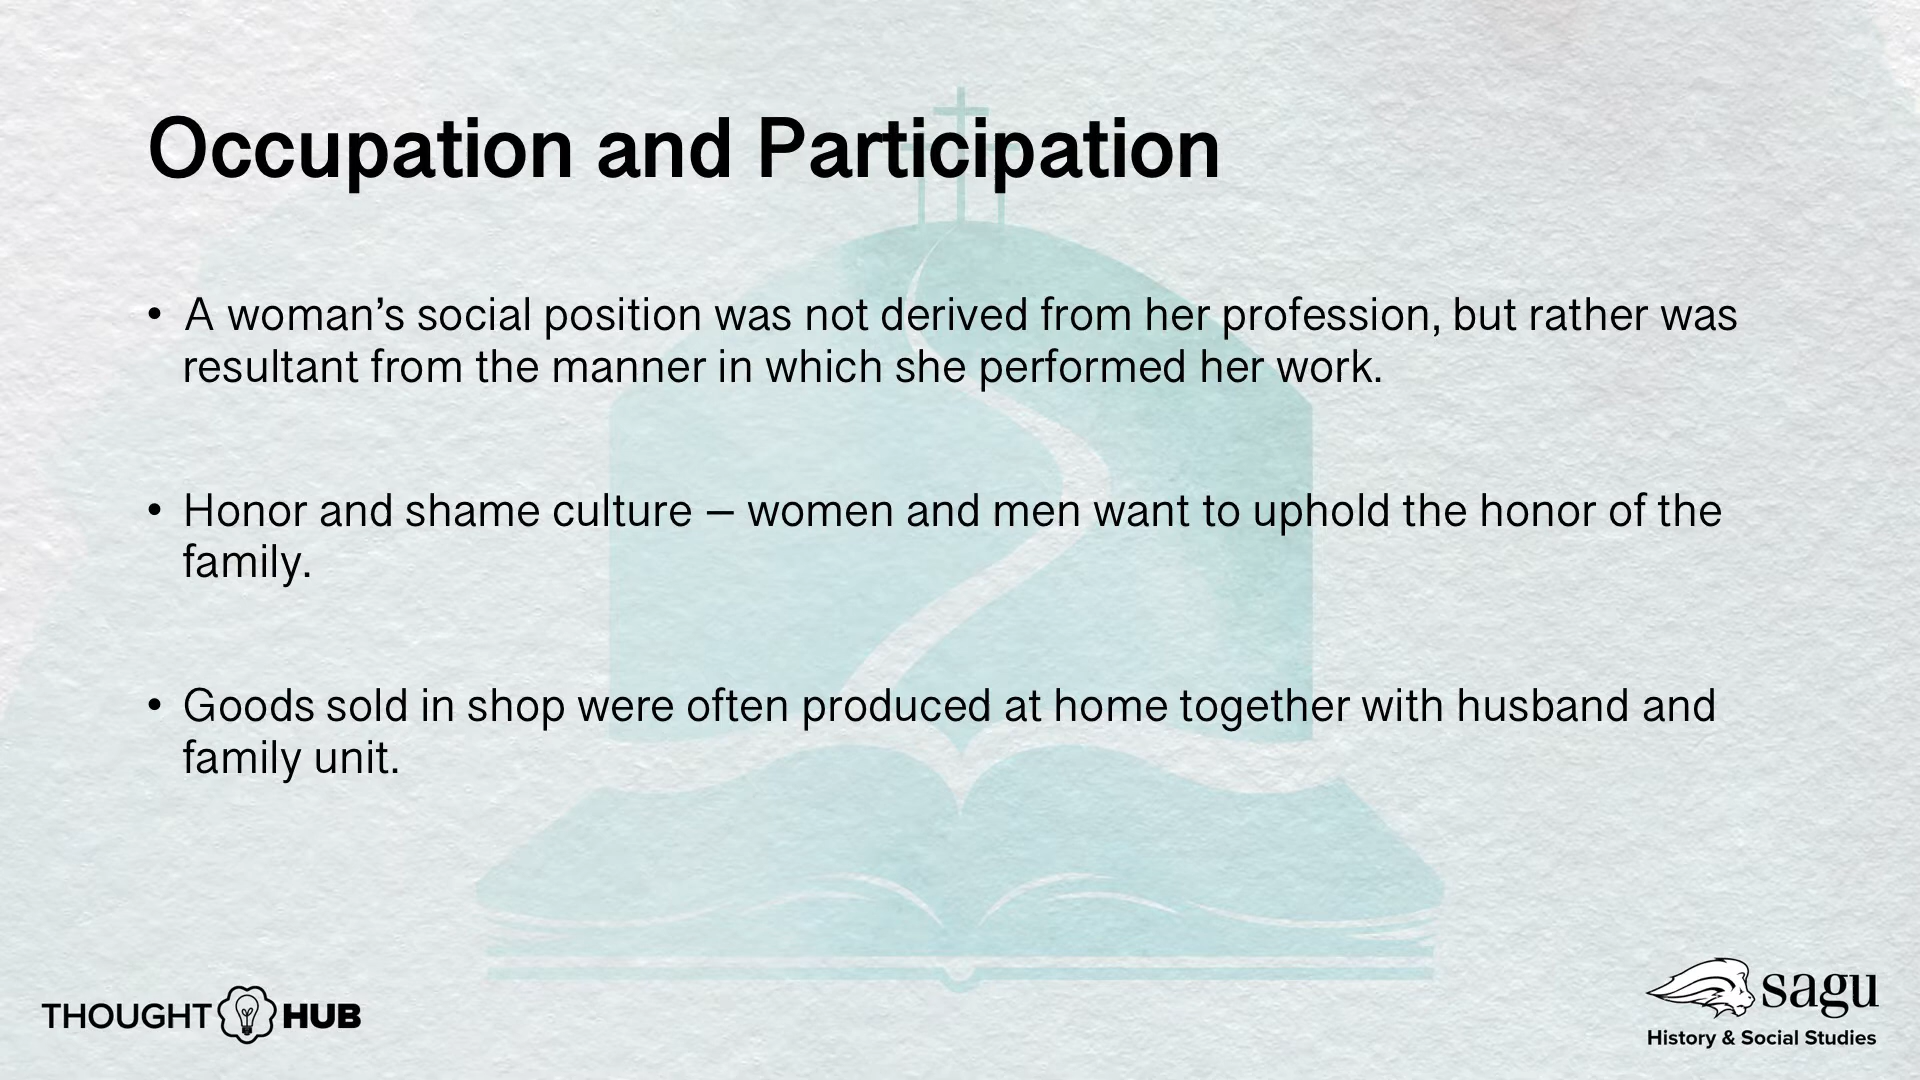 Occupation and Participation
• A woman’s social position was not derived from her profession, but rather was
resultant from the manner in which she performed her work.
• Honor and shame culture – women and men want to uphold the honor of the
family.
• Goods sold in shop were often produced at home together with husband and
family unit.
THOUGHT HUB
sagu
History & Social Studies